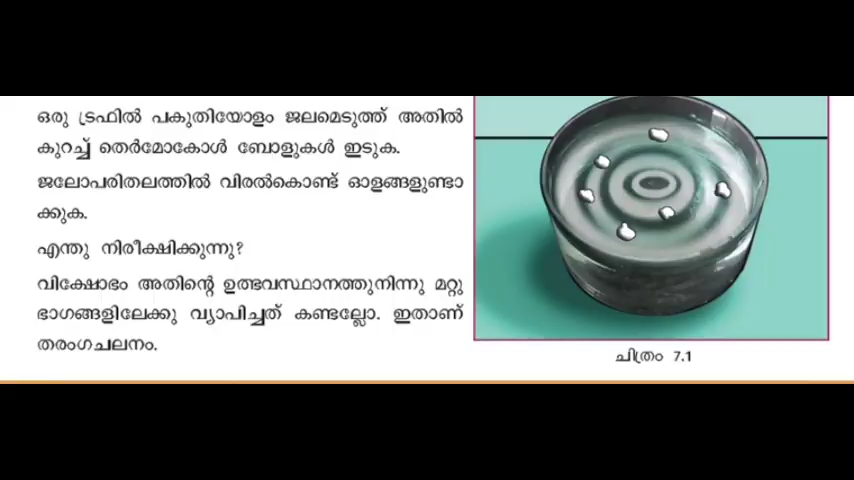 ഒരു ട്രഫിൽ പകുതിയോളം ജലമെടുത്ത് അതിൽ
കുറച്ച് തെർമോകോൾ ബോളുകൾ ഇടുക.
ജലോപരിതലത്തിൽ വിരൽകൊണ്ട് ഓളങ്ങളുണ്ടാ
ക്കുക.
എന്തു നിരീക്ഷിക്കുന്നു?
വിക്ഷോഭം അതിന്റെ ഉത്ഭവസ്ഥാനത്തുനിന്നു മറ്റു
ഭാഗങ്ങളിലേക്കു വ്യാപിച്ചത് കണ്ടല്ലോ. ഇതാണ്
തരംഗചലനം.
ചിത്രം 7.1